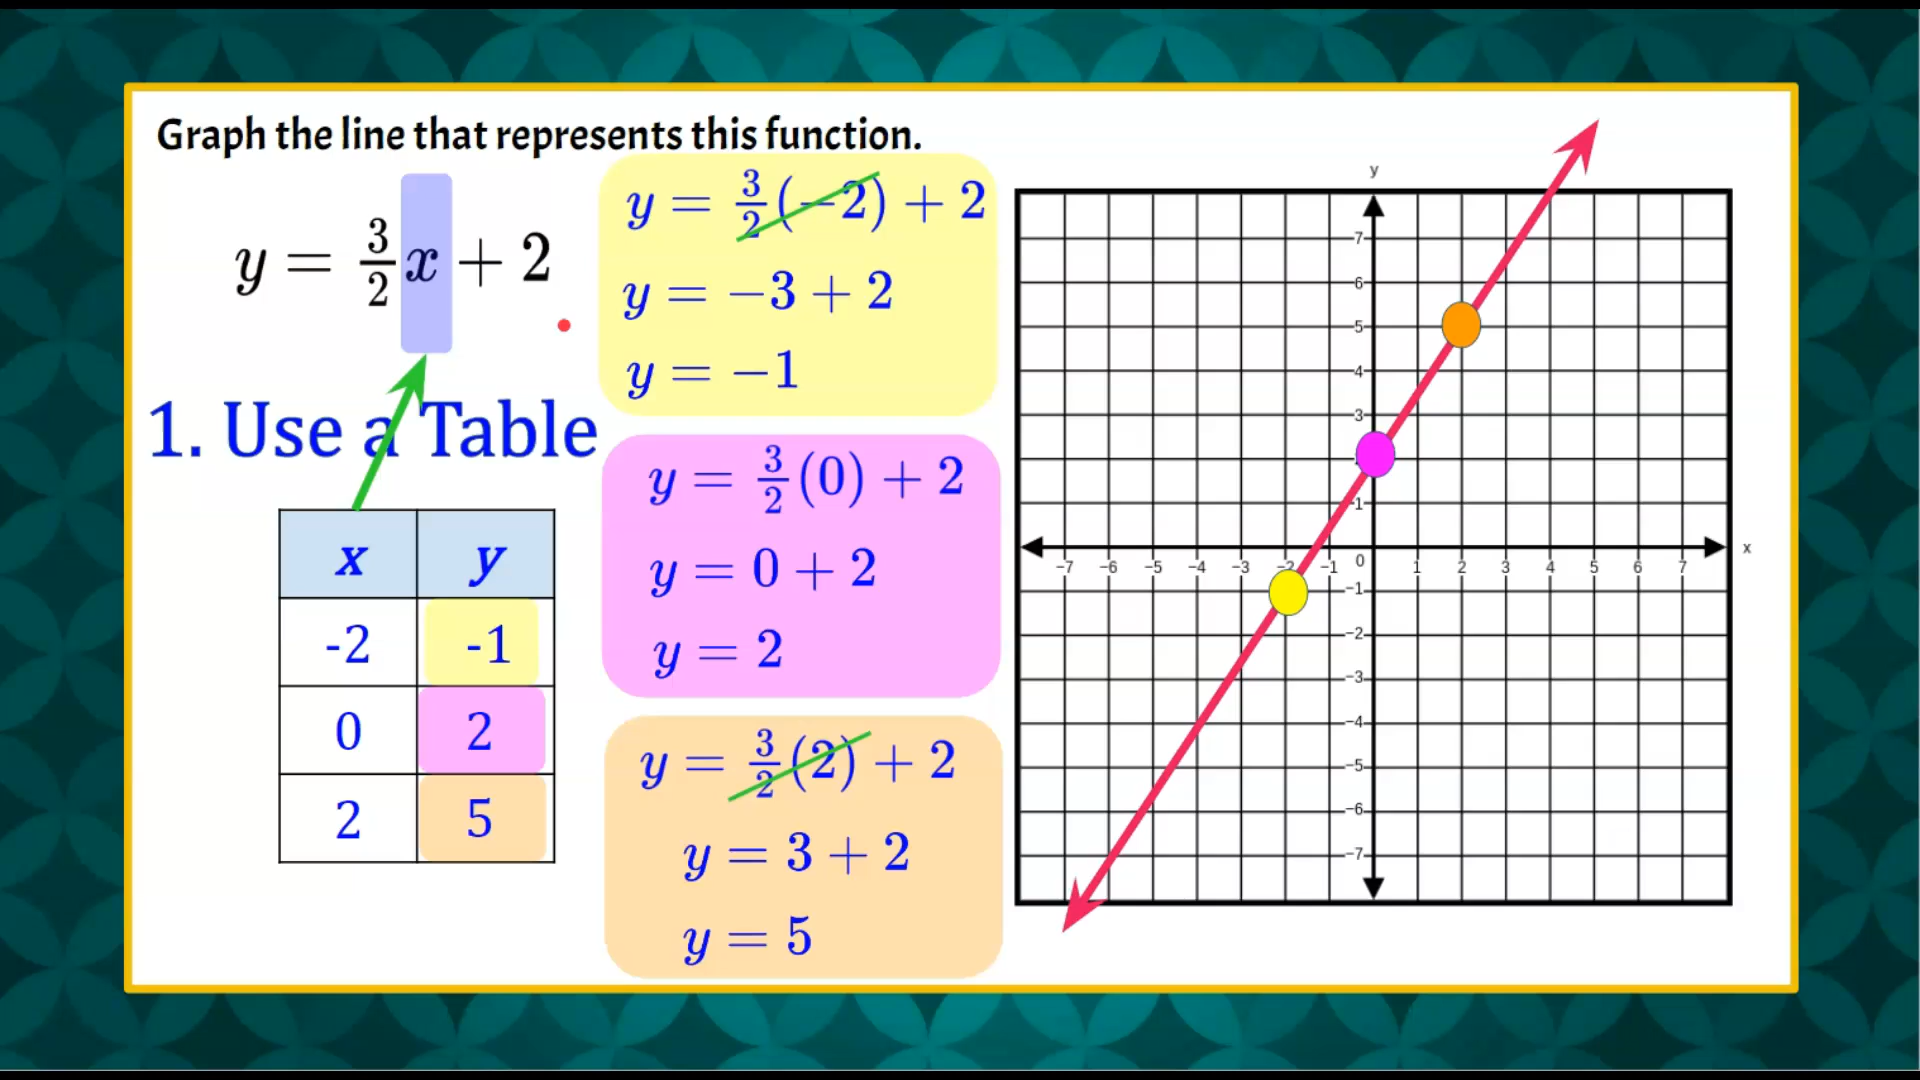 Graph the line that represents this function.
y = 3/2 x + 2
1. Use a Table
x y
-2 -1
0 2
2 5
y = 3/2 (−2) + 2
y = −3 + 2
y = −1
y = 3/2 (0) + 2
y = 0 + 2
y = 2
y = 3/2 (2) + 2
y = 3 + 2
y = 5
y
7
6
5
4
3
1
−7 −6 −5 −4 −3 −2 −1 0 1 2 3 4 5 6 7 x
−1
−2
−3
−4
−5
−6
−7